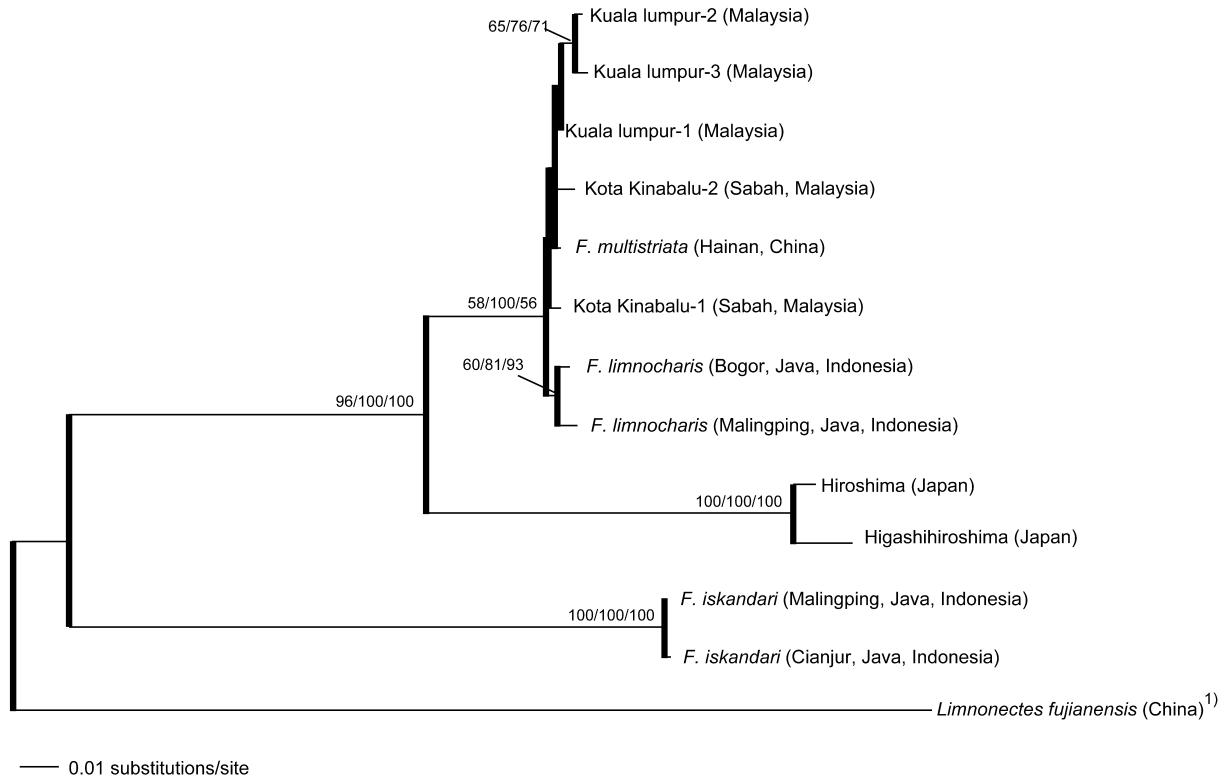 Kuala lumpur-2 (Malaysia)
65/76/71
Kuala lumpur-3 (Malaysia)
Kuala lumpur-1 (Malaysia)
Kota Kinabalu-2 (Sabah, Malaysia)
F. multistriata (Hainan, China)
58/100/56
Kota Kinabalu-1 (Sabah, Malaysia)
60/81/93
F. limnocharis (Bogor, Java, Indonesia)
96/100/100
F. limnocharis (Malingping, Java, Indonesia)
100/100/100
Hiroshima (Japan)
Higashihiroshima (Japan)
F. iskandari (Malingping, Java, Indonesia)
100/100/100
F. iskandari (Cianjur, Java, Indonesia)
Limnonectes fujianensis (China)1)
0.01 substitutions/site